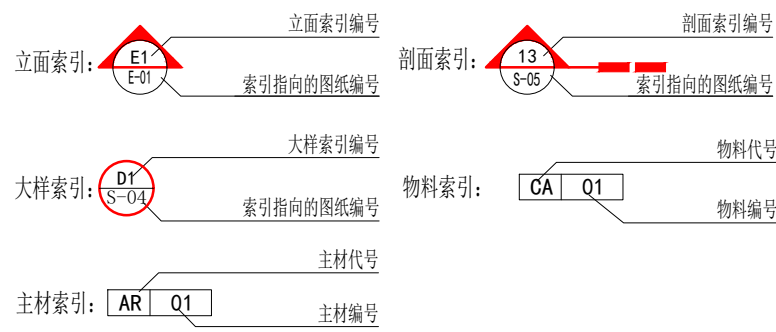 立面索引编号
立面索引:
E1
E-01
索引指向的图纸编号
剖面索引编号
剖面索引:
13
S-05
索引指向的图纸编号
大样索引编号
大样索引:
D1
S-04
索引指向的图纸编号
物料代号
物料索引:
CA 01
物料编号
主材代号
主材索引:
AR 01
主材编号